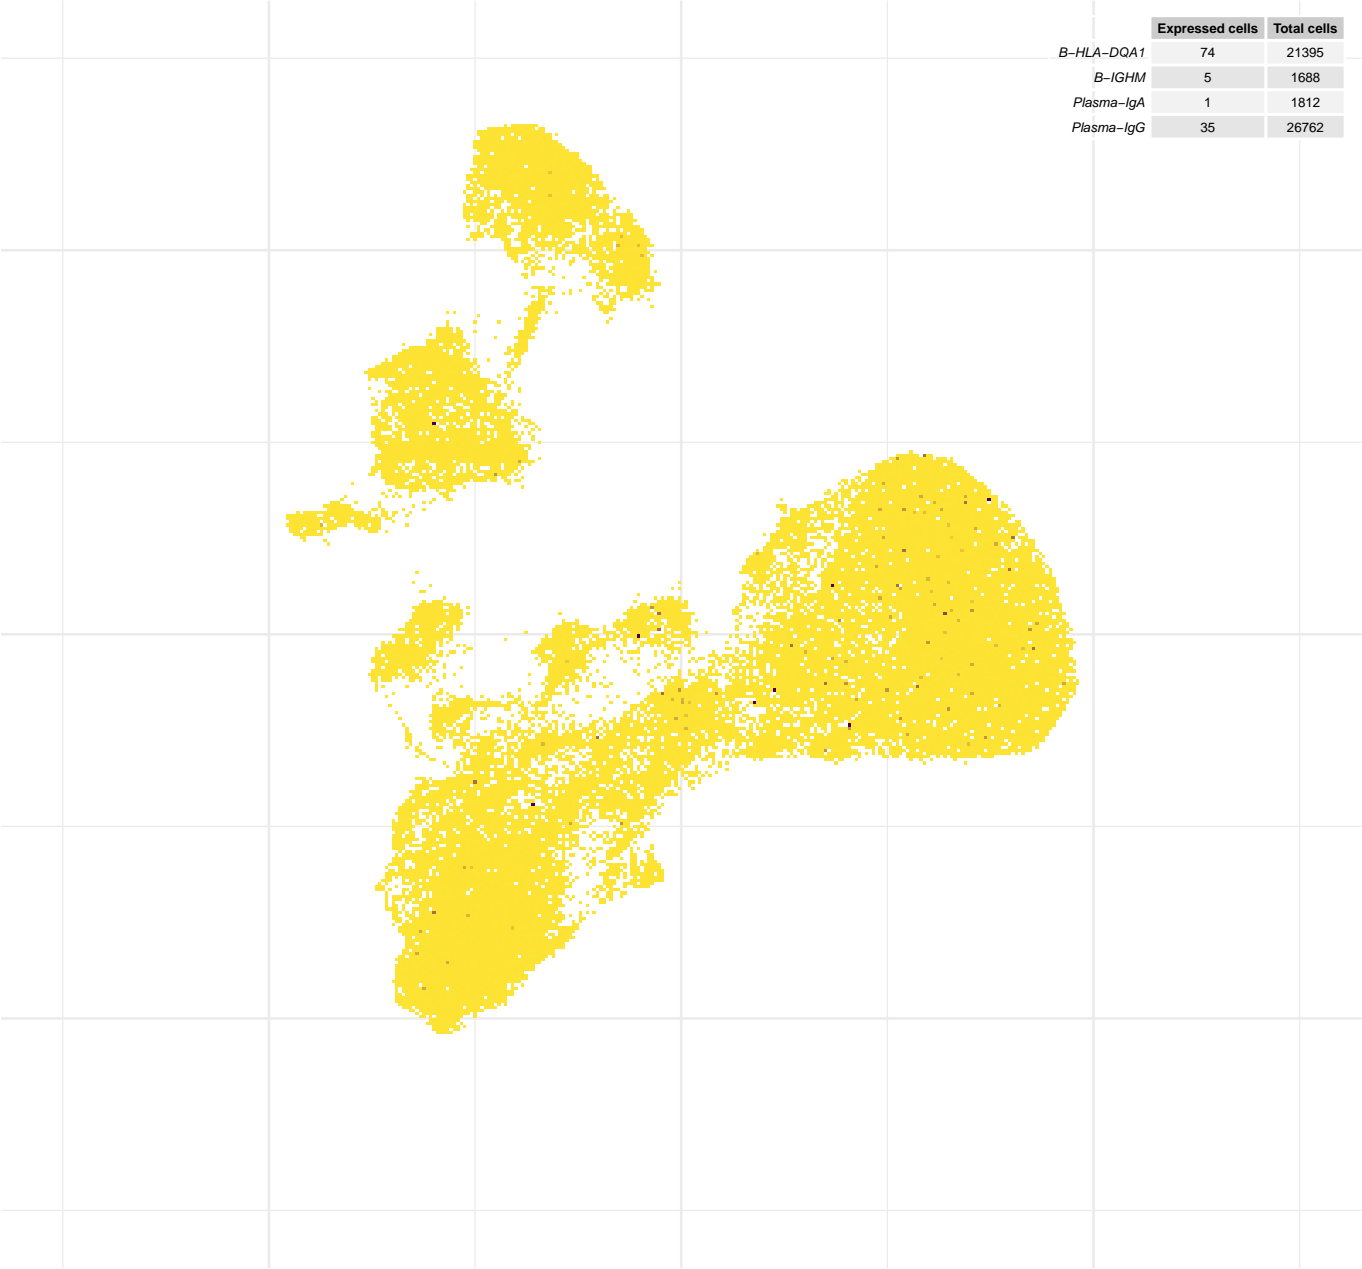 Expressed cells Total cells
B−HLA−DQA1 74 21395
B−IGHM 5 1688
Plasma−IgA 1 1812
Plasma−IgG 35 26762